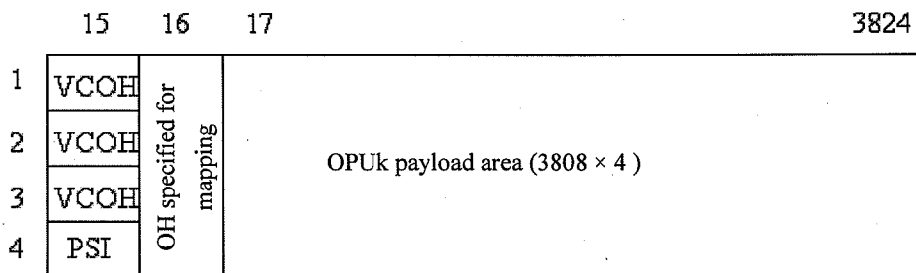 15 16 17 3824
1 VCOH
2 VCOH
3 VCOH
4 PSI
OH specified for
mapping
OPUk payload area (3808 × 4 )